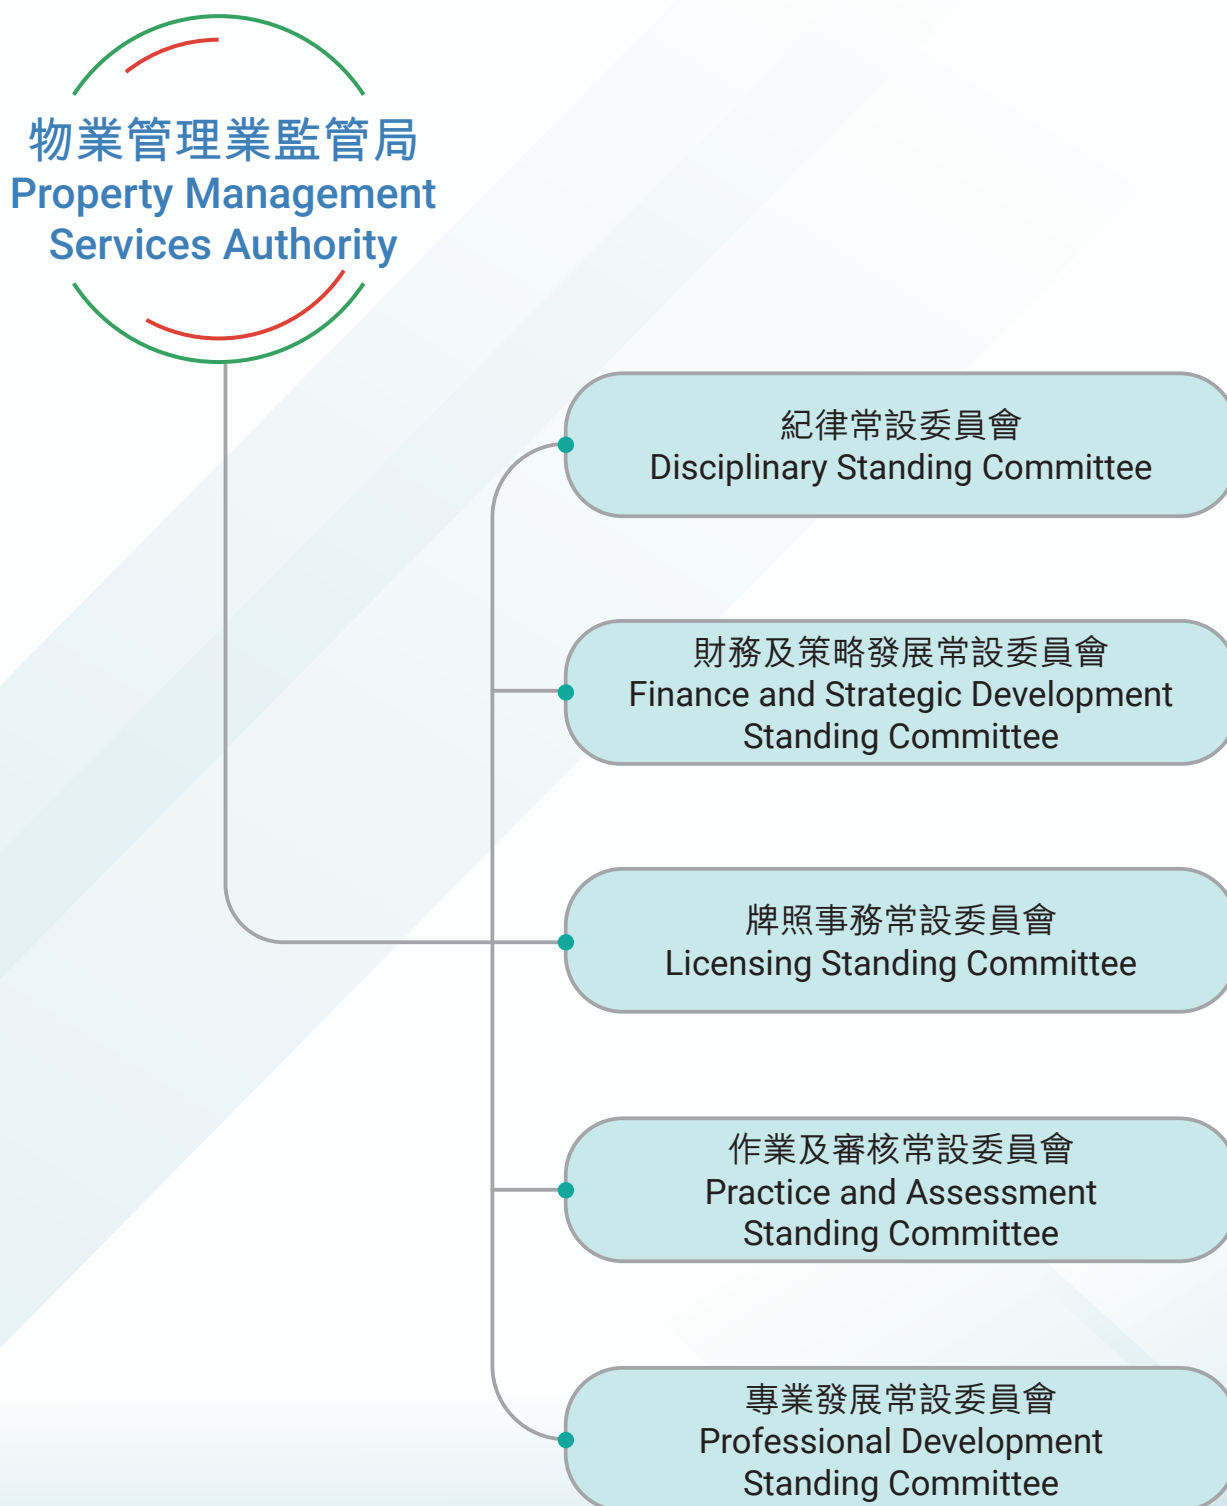 物業管理業監管局
Property Management
Services Authority
紀律常設委員會
Disciplinary Standing Committee
財務及策略發展常設委員會
Finance and Strategic Development
Standing Committee
牌照事務常設委員會
Licensing Standing Committee
作業及審核常設委員會
Practice and Assessment
Standing Committee
專業發展常設委員會
Professional Development
Standing Committee